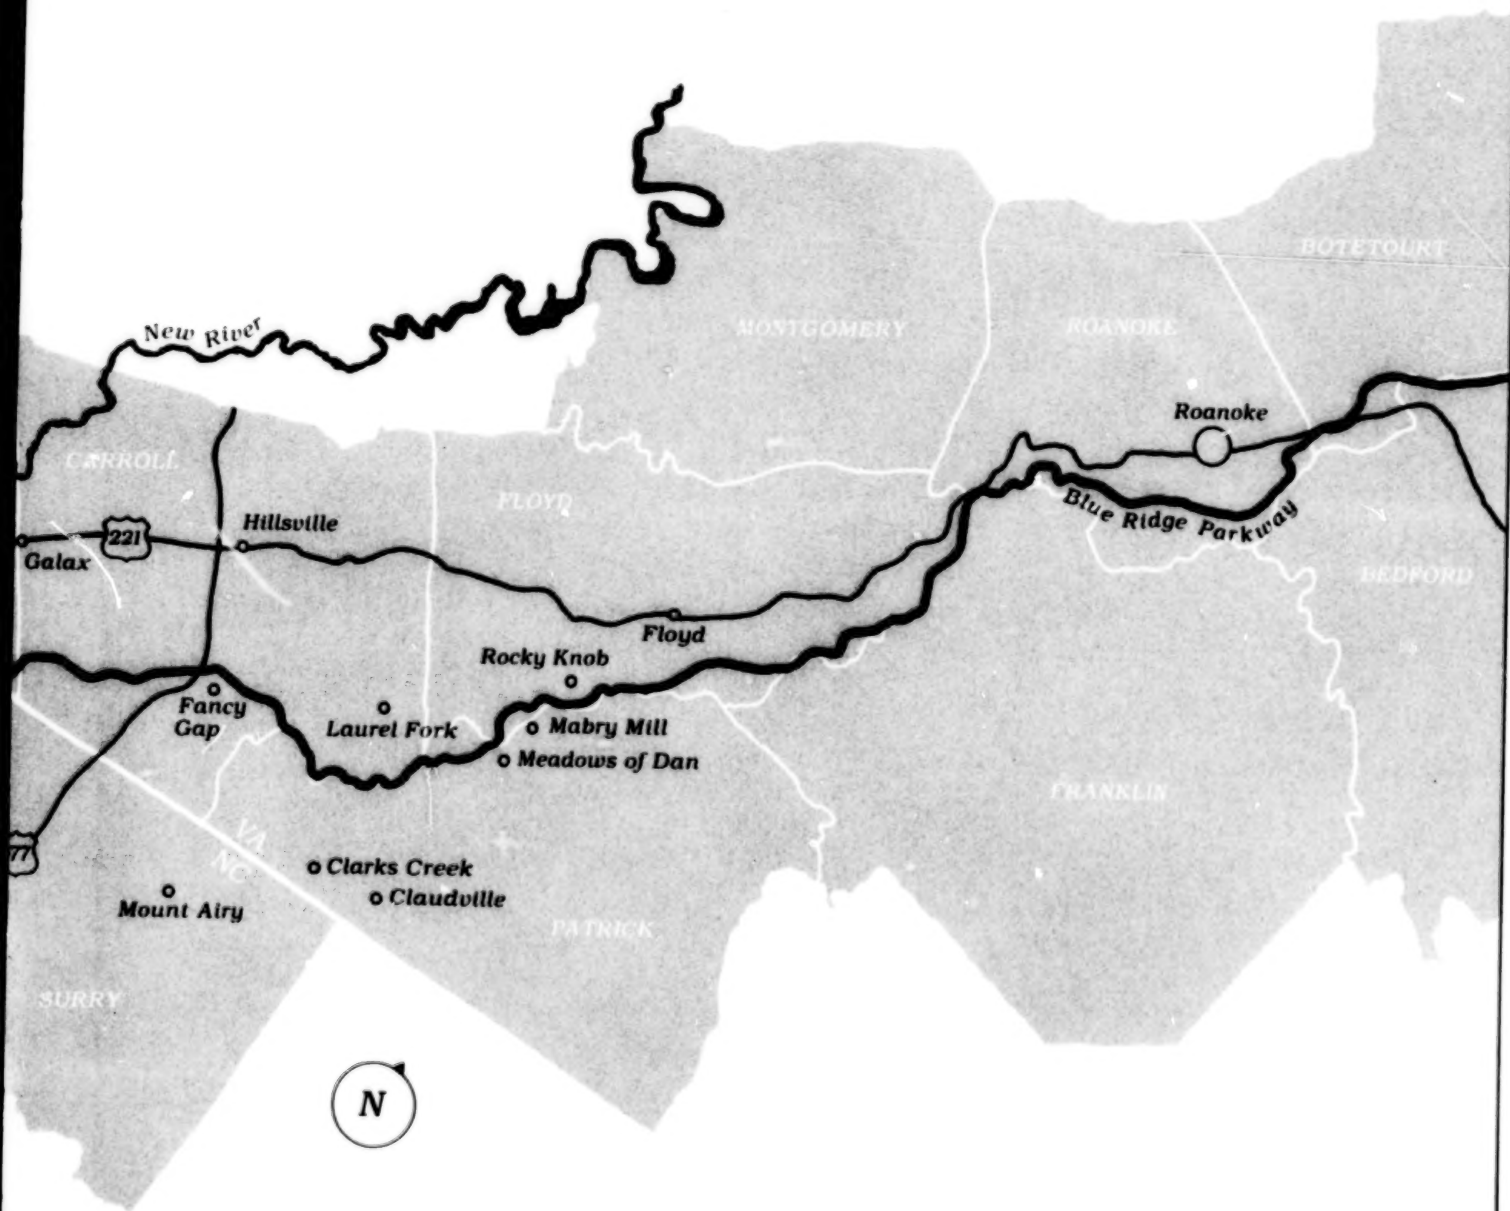 BOTETOURT
New River
MONTGOMERY
ROANOKE
Roanoke
CARROLL
FLOYD
Blue Ridge Parkway
Hillsville
221
Galax
BEDFORD
Floyd
Rocky Knob
Fancy
Gap
Laurel Fork
Mabry Mill
Meadows of Dan
FRANKLIN
VA
NC
77
Clarks Creek
Claudville
Mount Airy
PATRICK
SURRY
N